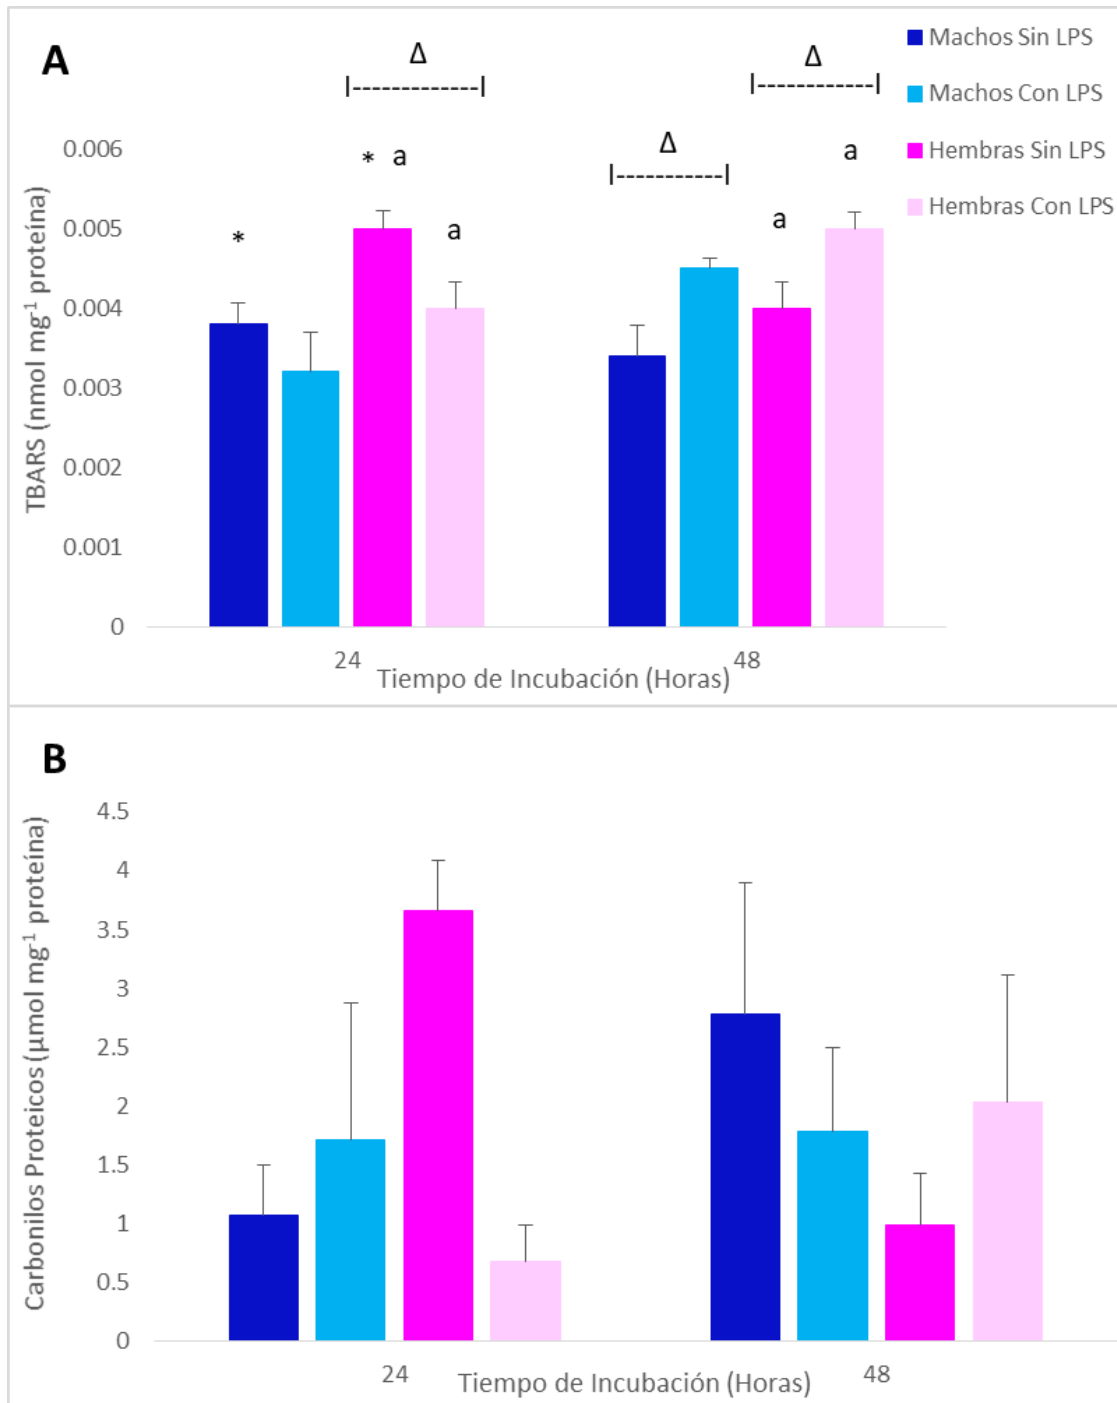 A
Δ
|-------------|
Δ
|------------|
Machos Sin LPS
Machos Con LPS
Hembras Sin LPS
Hembras Con LPS
TBARS (nmol mg⁻¹ proteína)
0.006
0.005
0.004
0.003
0.002
0.001
0
*
* a
a
Δ
|-----------|
a
a
24
48
Tiempo de Incubación (Horas)
B
Carbonilos Proteicos (μmol mg⁻¹ proteína)
4.5
4
3.5
3
2.5
2
1.5
1
0.5
0
24
48
Tiempo de Incubación (Horas)